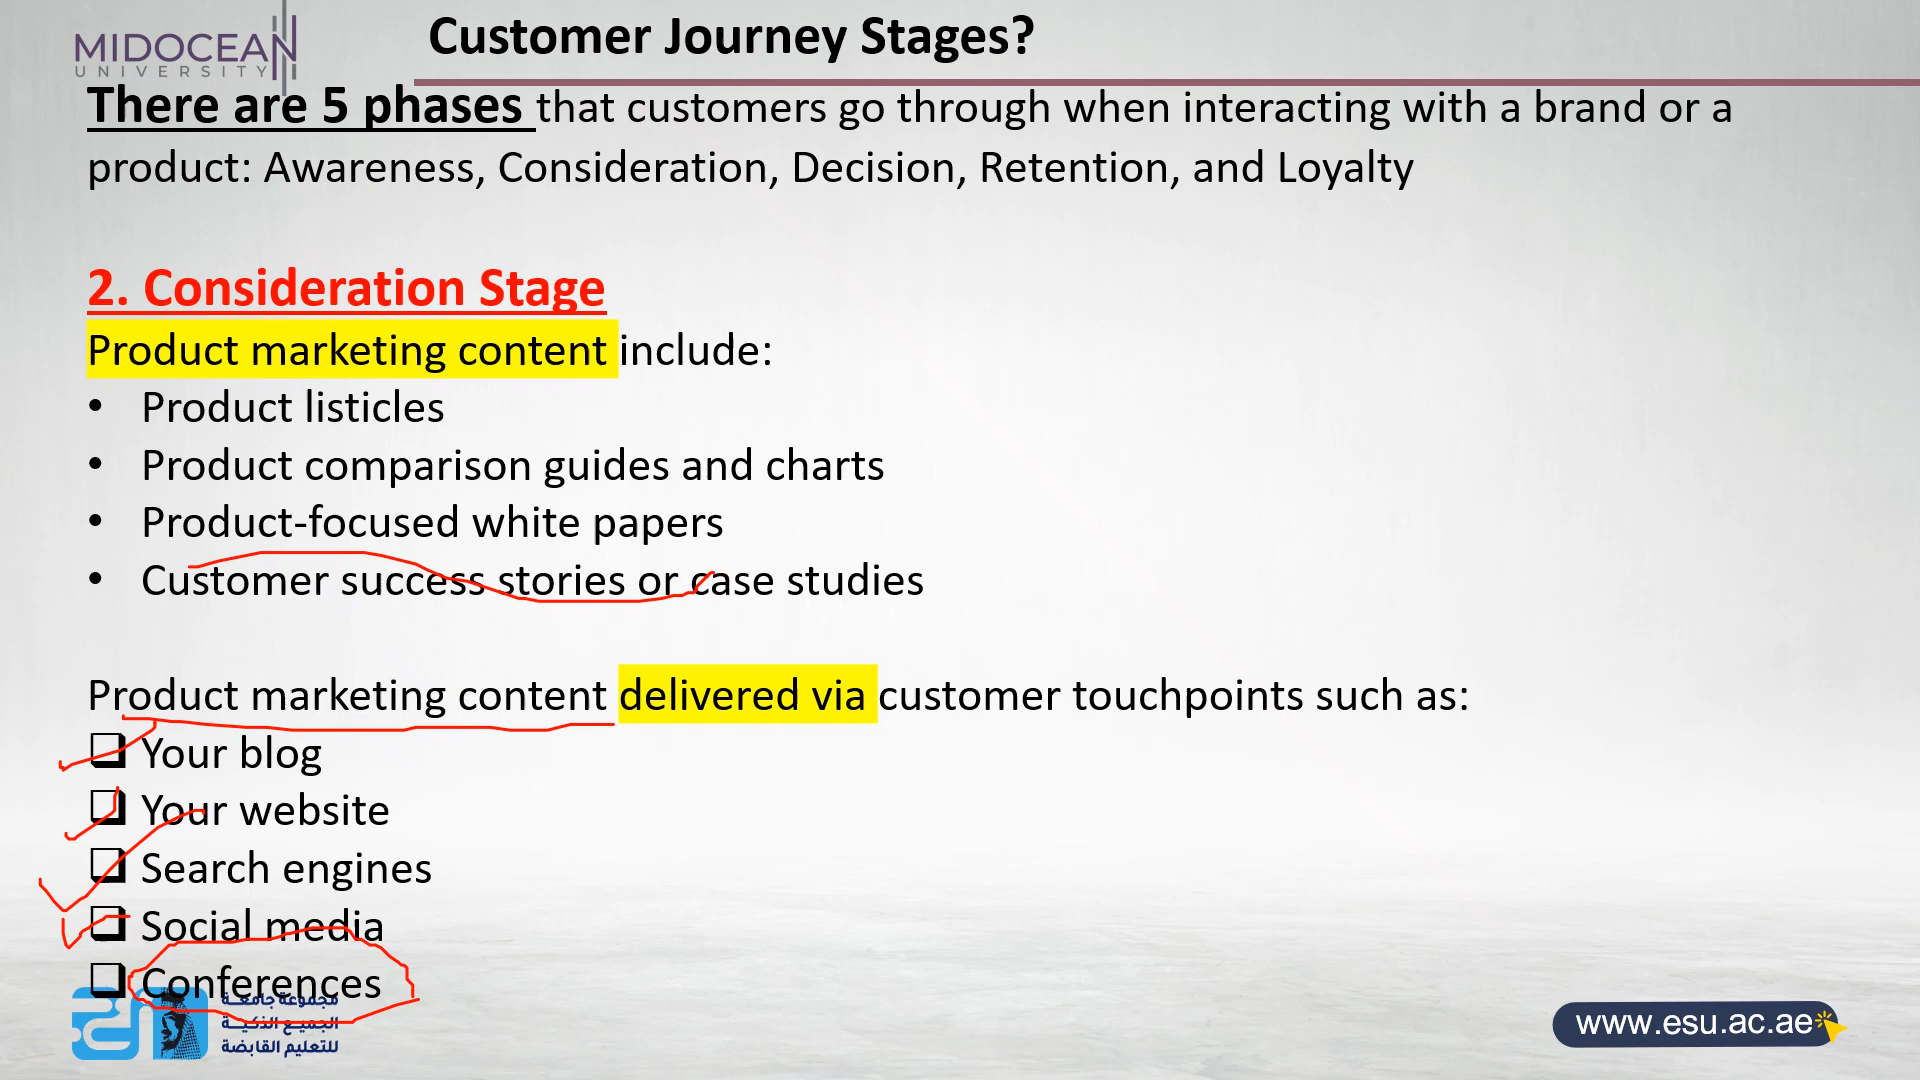 MIDOCEAN
UNIVERSITY
Customer Journey Stages?
There are 5 phases that customers go through when interacting with a brand or a
product: Awareness, Consideration, Decision, Retention, and Loyalty
2. Consideration Stage
Product marketing content include:
• Product listicles
• Product comparison guides and charts
• Product-focused white papers
• Customer success stories or case studies
Product marketing content delivered via customer touchpoints such as:
❑ Your blog
❑ Your website
❑ Search engines
❑ Social media
❑ Conferences
مجموعة جامعة
الجميع الذكية
للتعليم القابضة
www.esu.ac.ae